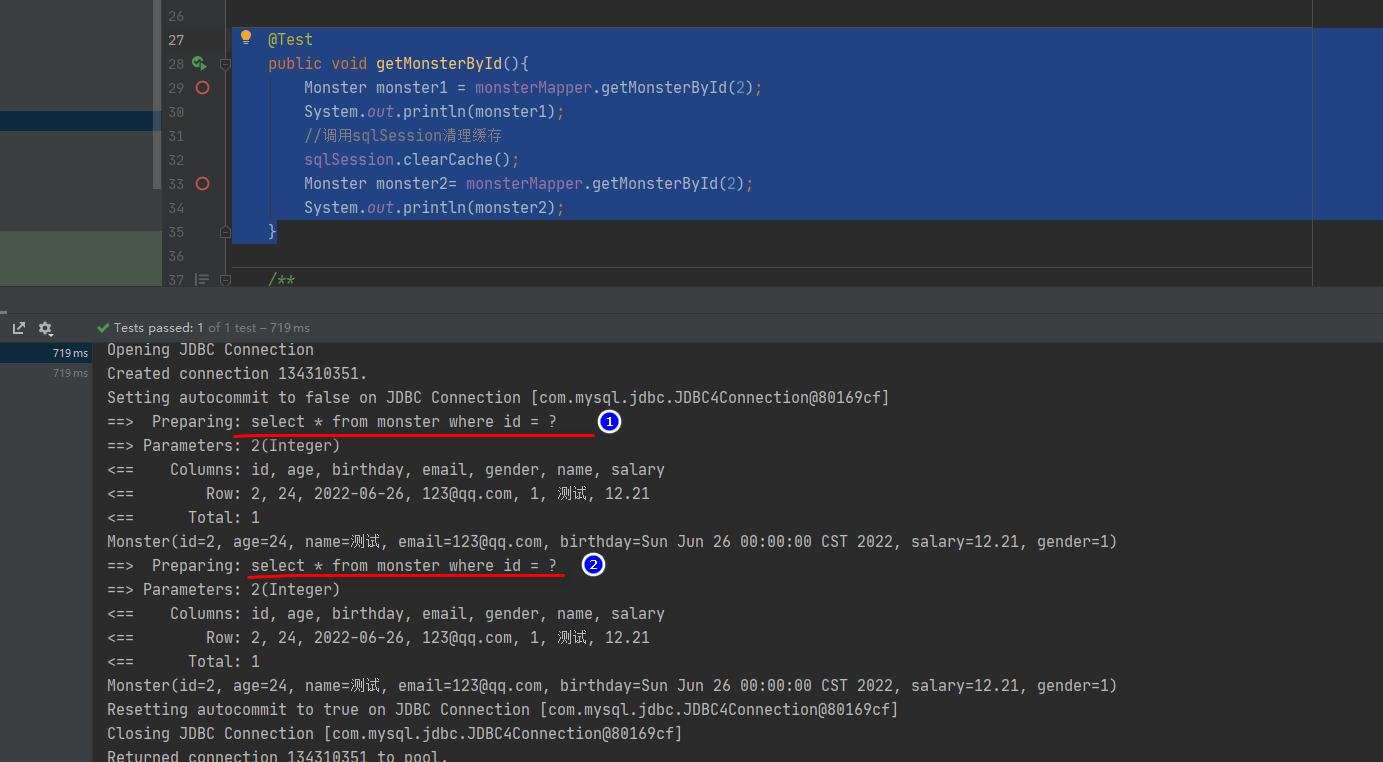 26
27 @Test
28 public void getMonsterById(){
29 Monster monster1 = monsterMapper.getMonsterById(2);
30 System.out.println(monster1);
31 //调用sqlSession清理缓存
32 sqlSession.clearCache();
33 Monster monster2= monsterMapper.getMonsterById(2);
34 System.out.println(monster2);
35 }
36
37 /**
Tests passed: 1 of 1 test – 719 ms
719 ms
719 ms
Opening JDBC Connection
Created connection 134310351.
Setting autocommit to false on JDBC Connection [com.mysql.jdbc.JDBC4Connection@80169cf]
==>  Preparing: select * from monster where id = ? 1
==> Parameters: 2(Integer)
<==    Columns: id, age, birthday, email, gender, name, salary
<==        Row: 2, 24, 2022-06-26, 123@qq.com, 1, 测试, 12.21
<==      Total: 1
Monster(id=2, age=24, name=测试, email=123@qq.com, birthday=Sun Jun 26 00:00:00 CST 2022, salary=12.21, gender=1)
==>  Preparing: select * from monster where id = ? 2
==> Parameters: 2(Integer)
<==    Columns: id, age, birthday, email, gender, name, salary
<==        Row: 2, 24, 2022-06-26, 123@qq.com, 1, 测试, 12.21
<==      Total: 1
Monster(id=2, age=24, name=测试, email=123@qq.com, birthday=Sun Jun 26 00:00:00 CST 2022, salary=12.21, gender=1)
Resetting autocommit to true on JDBC Connection [com.mysql.jdbc.JDBC4Connection@80169cf]
Closing JDBC Connection [com.mysql.jdbc.JDBC4Connection@80169cf]
Returned connection 134310351 to pool.